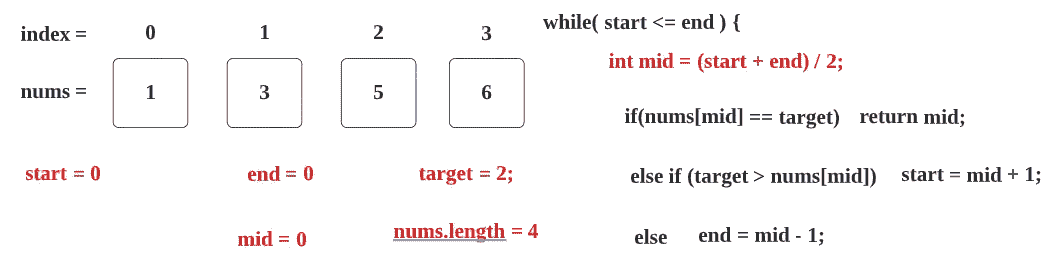 index = 0 1 2 3
nums = 1 3 5 6
start = 0 end = 0 target = 2;
mid = 0 nums.length = 4
while( start <= end ) {
int mid = (start + end) / 2;
if(nums[mid] == target) return mid;
else if (target > nums[mid]) start = mid + 1;
else end = mid - 1;